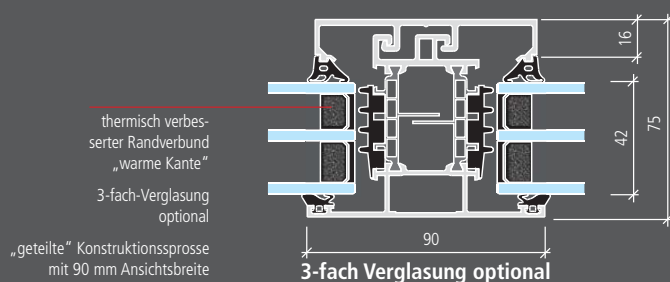 thermisch verbes-
serter Randverbund
„warme Kante“
3-fach-Verglasung
optional
„geteilte“ Konstruktionssprosse
mit 90 mm Ansichtsbreite
16
42
75
90
3-fach Verglasung optional